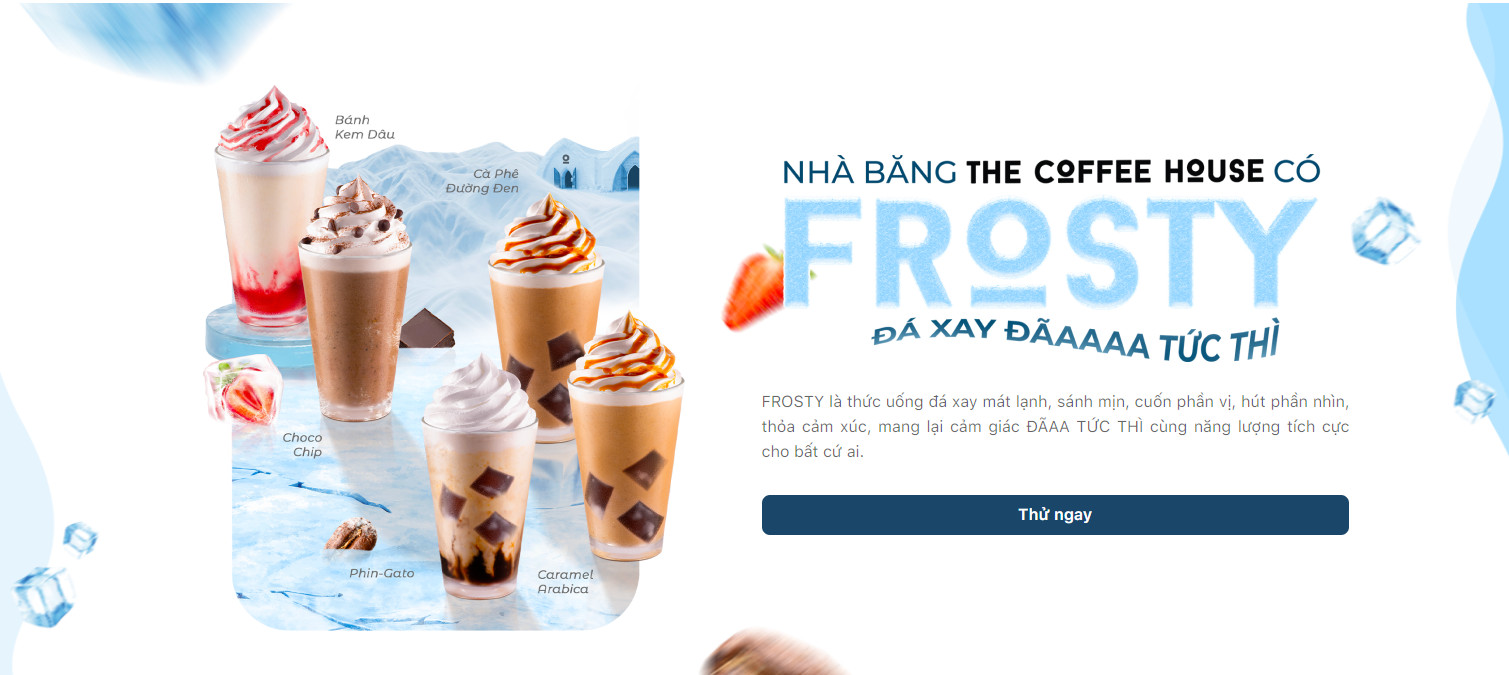 Bánh
Kem Dâu
Cà Phê
Đường Đen
Choco
Chip
Phin-Gato
Caramel
Arabica
NHÀ BĂNG THE COFFEE HOUSE CÓ
FROSTY
ĐÁ XAY ĐÃAAAAA TỨC THÌ
FROSTY là thức uống đá xay mát lạnh, sánh mịn, cuốn phần vị, hút phần nhìn,
thỏa cảm xúc, mang lại cảm giác ĐÃAA TỨC THÌ cùng năng lượng tích cực
cho bất cứ ai.
Thử ngay